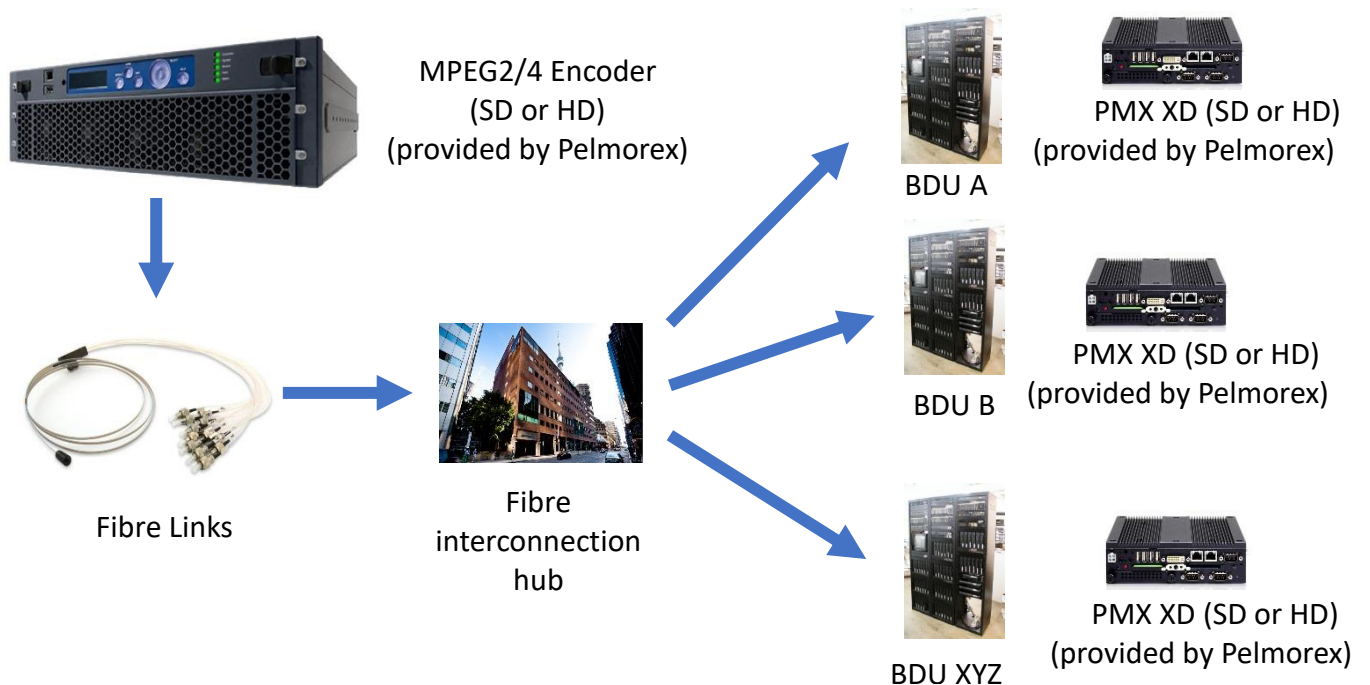 MPEG2/4 Encoder
(SD or HD)
(provided by Pelmorex)
Fibre Links
Fibre
interconnection
hub
BDU A
PMX XD (SD or HD)
(provided by Pelmorex)
BDU B
PMX XD (SD or HD)
(provided by Pelmorex)
BDU XYZ
PMX XD (SD or HD)
(provided by Pelmorex)